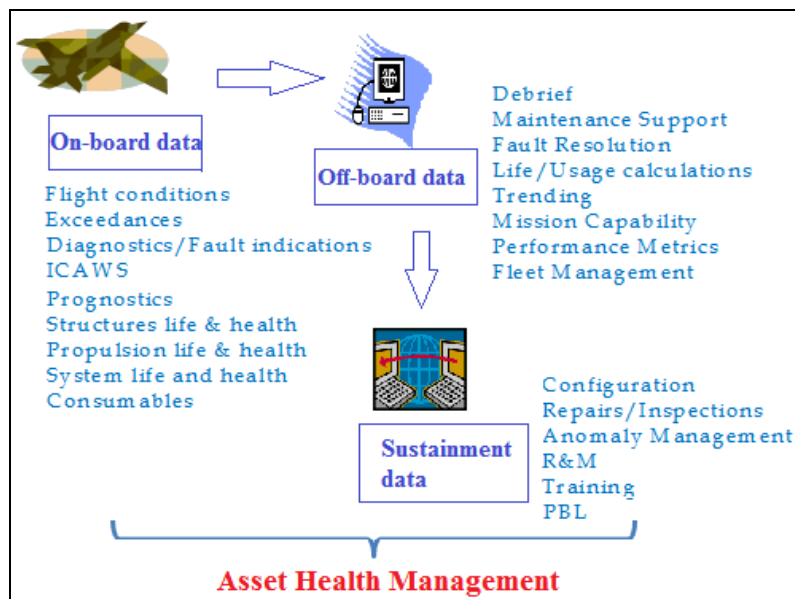 On-board data
Flight conditions
Exceedances
Diagnostics/Fault indications
ICAWS
Prognostics
Structures life & health
Propulsion life & health
System life and health
Consumables
Off-board data
Debrief
Maintenance Support
Fault Resolution
Life/Usage calculations
Trending
Mission Capability
Performance Metrics
Fleet Management
Sustainment
data
Configuration
Repairs/Inspections
Anomaly Management
R&M
Training
PBL
Asset Health Management